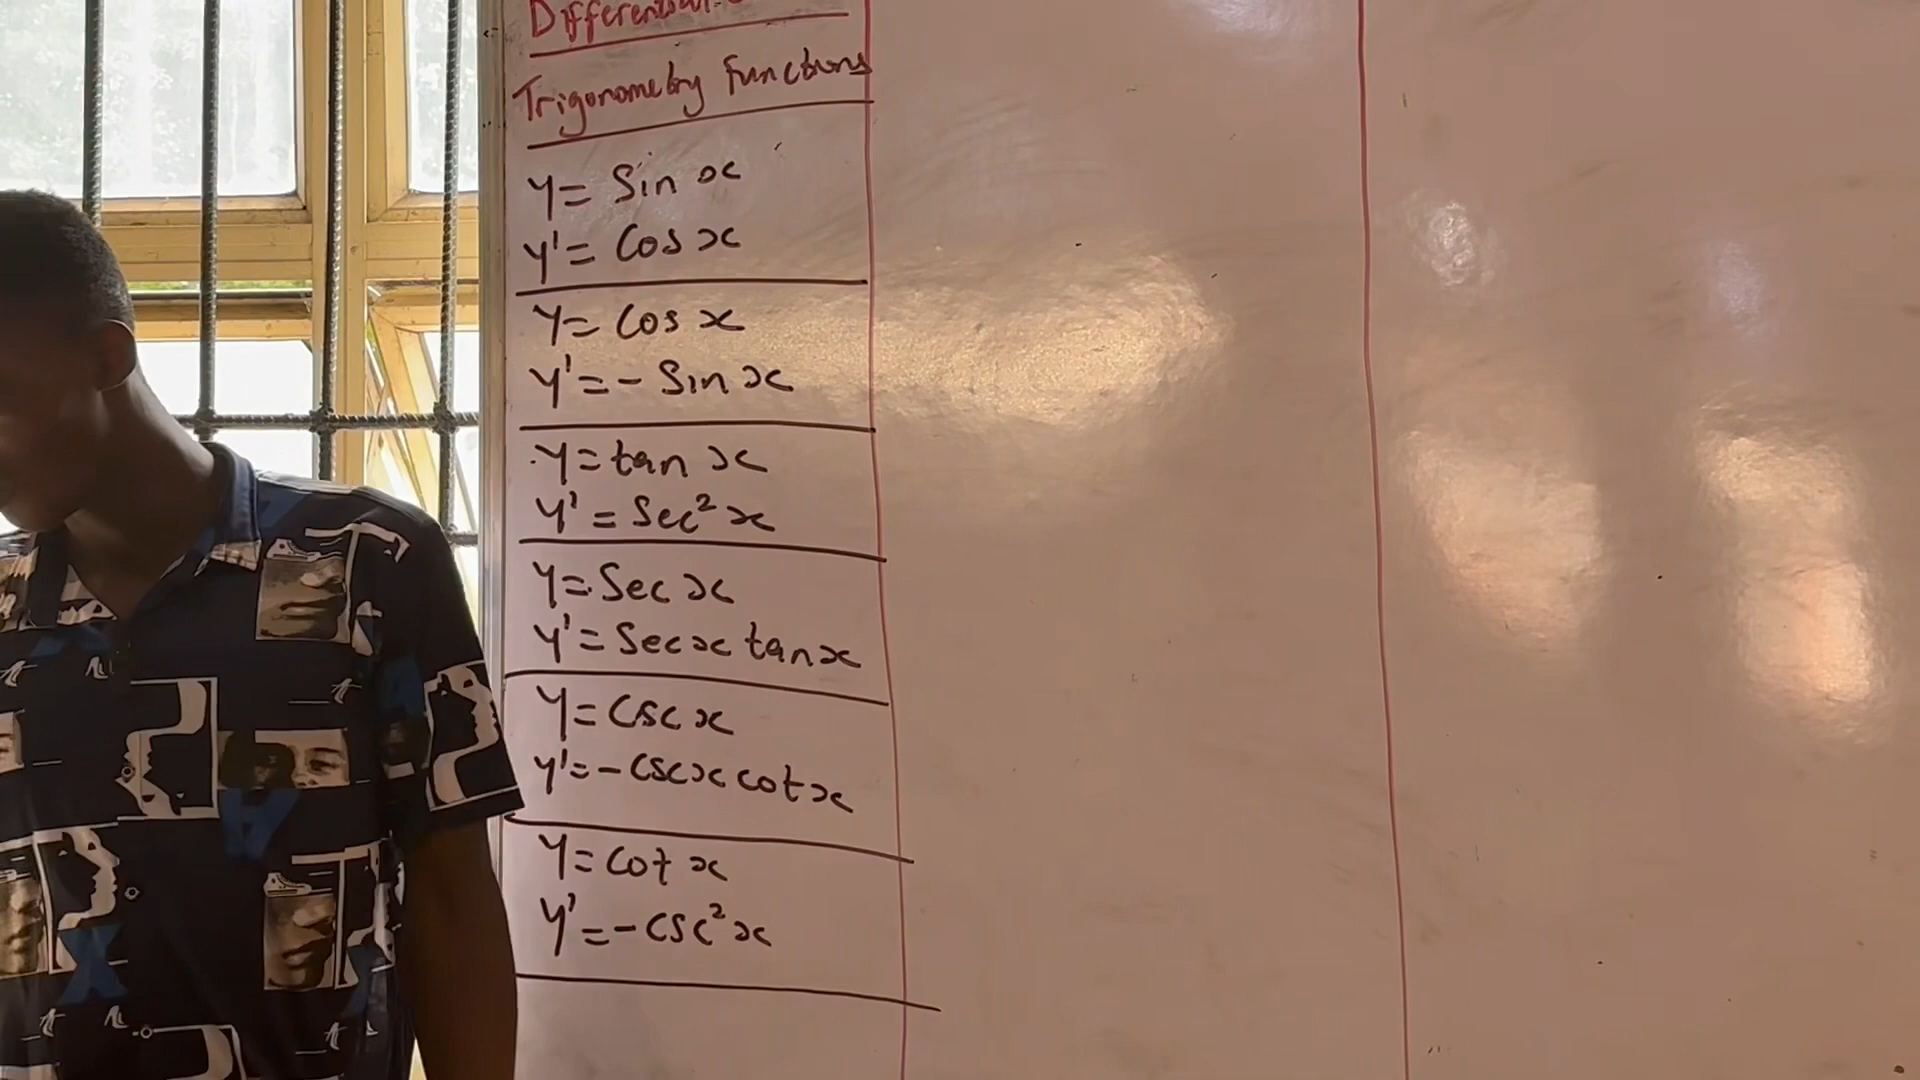 Trigonometry functions
y = Sin x
y' = Cos x
y = Cos x
y' = - Sin x
y = tan x
y' = Sec² x
y = Sec x
y' = Sec x tan x
y = Csc x
y' = - Csc x cot x
y = Cot x
y' = - Csc² x